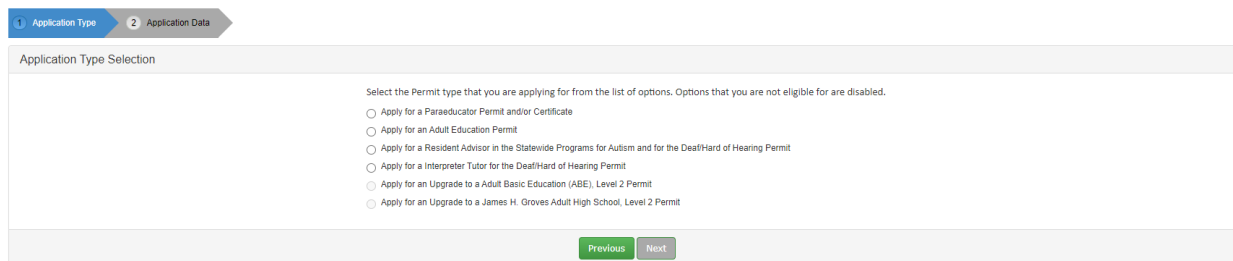 1 Application Type 2 Application Data
Application Type Selection
Select the Permit type that you are applying for from the list of options. Options that you are not eligible for are disabled.
Apply for a Paraeducator Permit and/or Certificate
Apply for an Adult Education Permit
Apply for a Resident Advisor in the Statewide Programs for Autism and for the Deaf/Hard of Hearing Permit
Apply for a Interpreter Tutor for the Deaf/Hard of Hearing Permit
Apply for an Upgrade to a Adult Basic Education (ABE), Level 2 Permit
Apply for an Upgrade to a James H. Groves Adult High School, Level 2 Permit
Previous Next